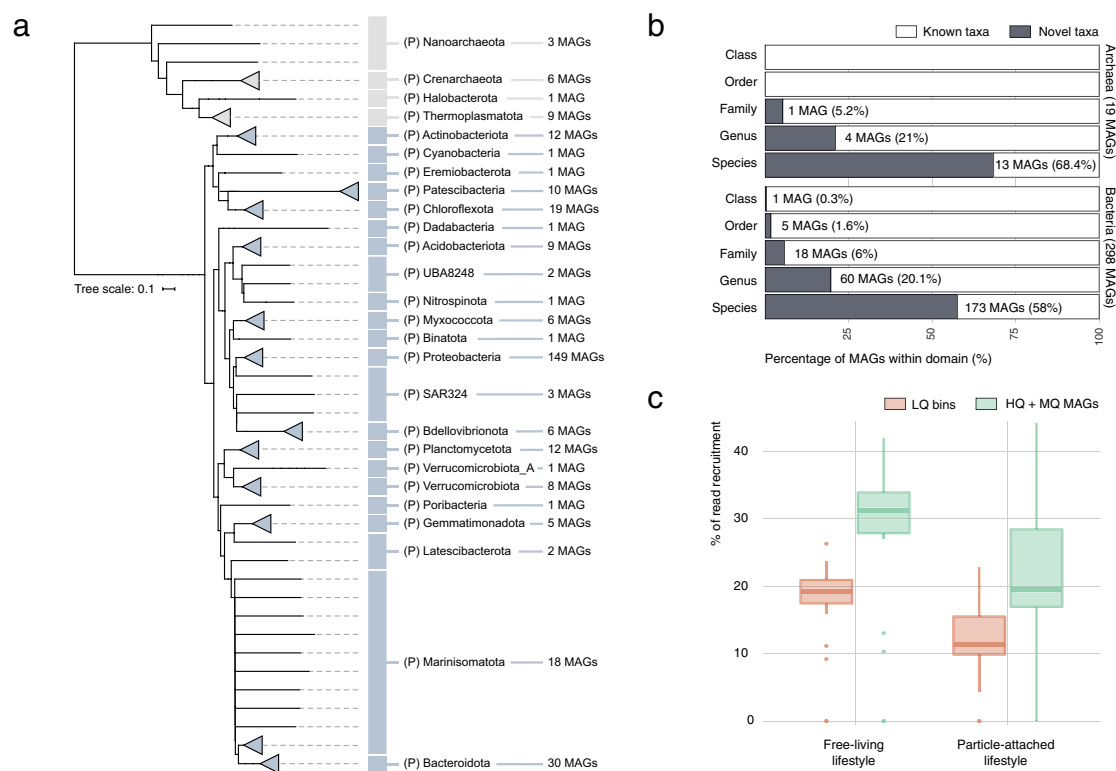 a
(P) Nanoarchaeota 3 MAGs
(P) Crenarchaeota 6 MAGs
(P) Halobacterota 1 MAG
(P) Thermoplasmatota 9 MAGs
(P) Actinobacteriota 12 MAGs
(P) Cyanobacteria 1 MAG
(P) Eremiobacterota 1 MAG
(P) Patescibacteria 10 MAGs
(P) Chloroflexota 19 MAGs
(P) Dadabacteria 1 MAG
(P) Acidobacteriota 9 MAGs
(P) UBA8248 2 MAGs
(P) Nitrospinota 1 MAG
(P) Myxococcota 6 MAGs
(P) Binatota 1 MAG
(P) Proteobacteria 149 MAGs
(P) SAR324 3 MAGs
(P) Bdellovibrionota 6 MAGs
(P) Planctomycetota 12 MAGs
(P) Verrucomicrobiota_A 1 MAG
(P) Verrucomicrobiota 8 MAGs
(P) Poribacteria 1 MAG
(P) Gemmatimonadota 5 MAGs
(P) Latescibacterota 2 MAGs
(P) Marinisomatota 18 MAGs
(P) Bacteroidota 30 MAGs
Tree scale: 0.1
b
Known taxa Novel taxa
Class
Order
Family 1 MAG (5.2%)
Genus 4 MAGs (21%)
Species 13 MAGs (68.4%)
Archaea (19 MAGs)
Class 1 MAG (0.3%)
Order 5 MAGs (1.6%)
Family 18 MAGs (6%)
Genus 60 MAGs (20.1%)
Species 173 MAGs (58%)
Bacteria (298 MAGs)
25 50 75 100
Percentage of MAGs within domain (%)
c
LQ bins HQ + MQ MAGs
% of read recruitment
40
30
20
10
0
Free-living
lifestyle
Particle-attached
lifestyle